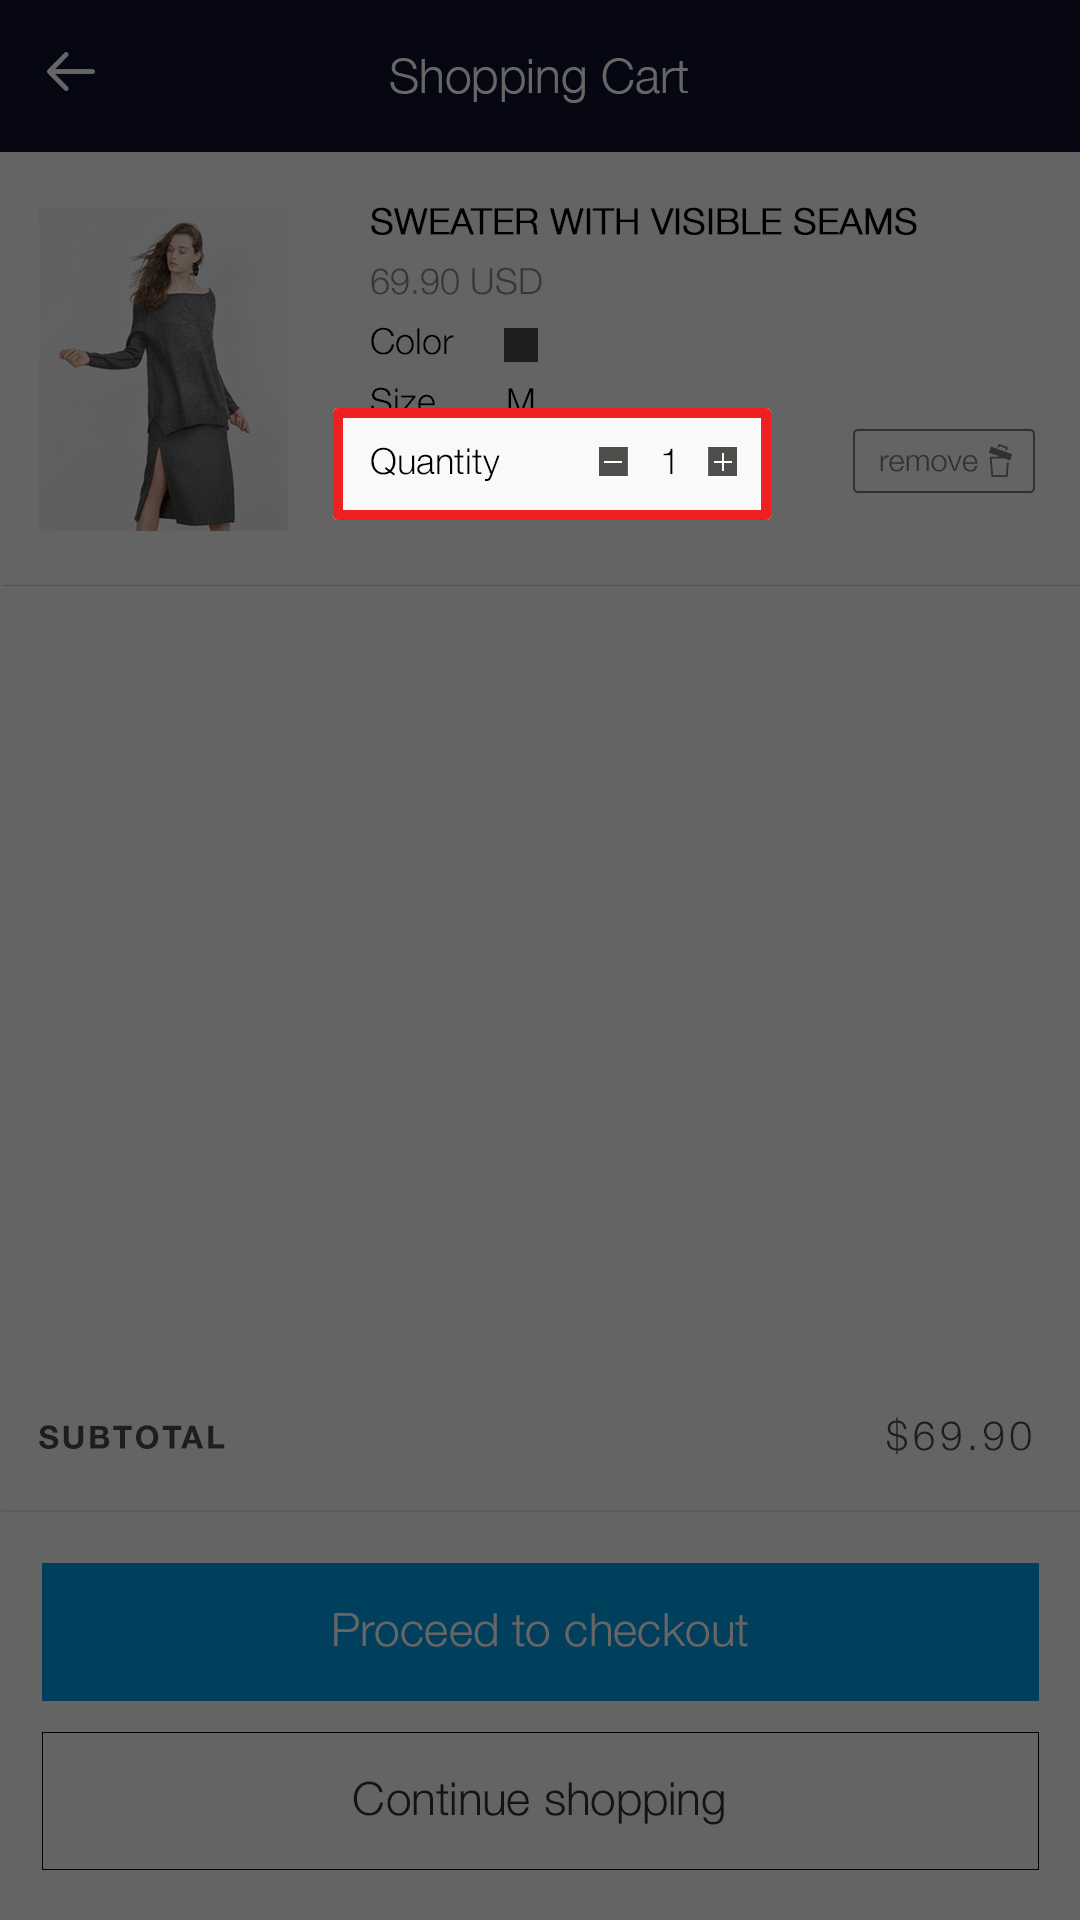 Shopping Cart
SWEATER WITH VISIBLE SEAMS
69.90 USD
Color
Size M
Quantity 1
remove
SUBTOTAL $69.90
Proceed to checkout
Continue shopping